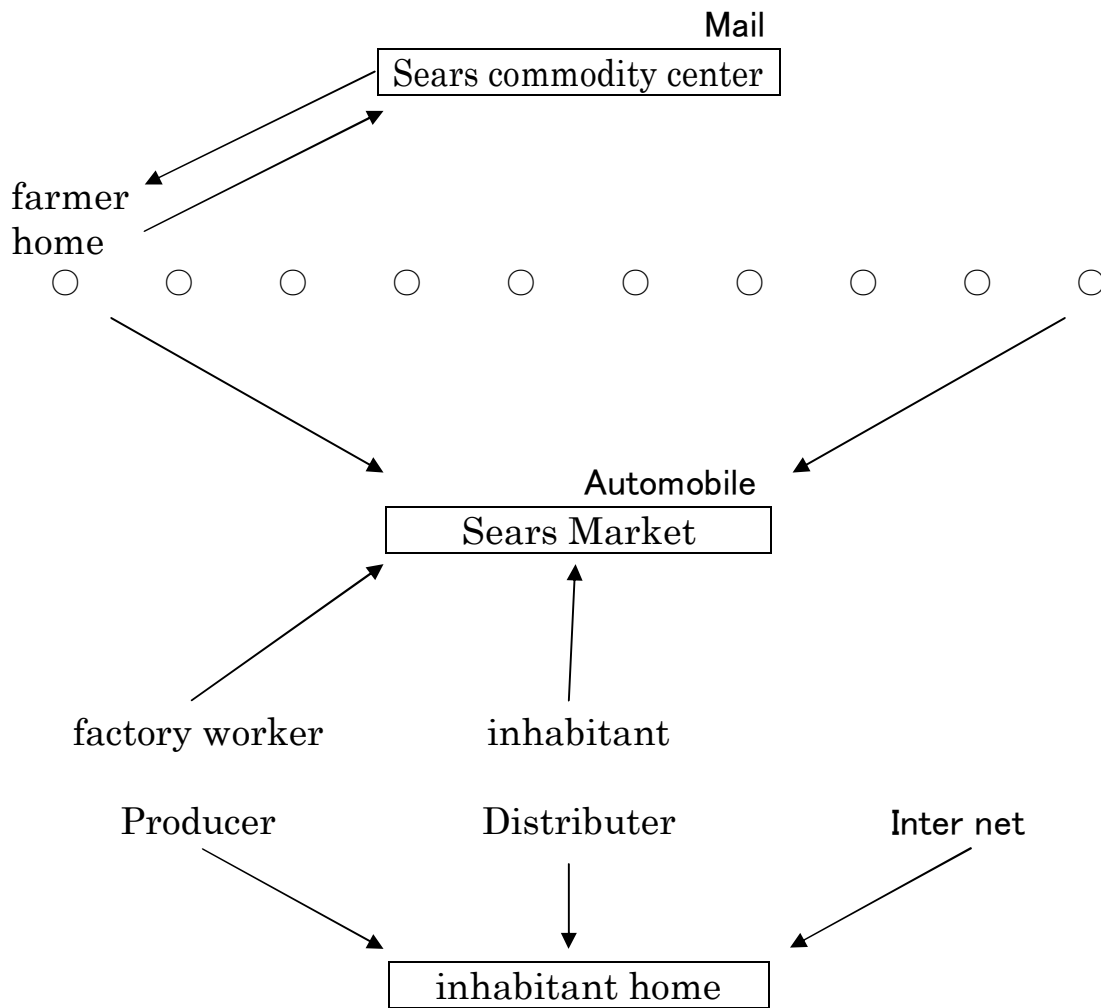 Mail
Sears commodity center
farmer
home
Automobile
Sears Market
factory worker
inhabitant
Producer
Distributer
Inter net
inhabitant home